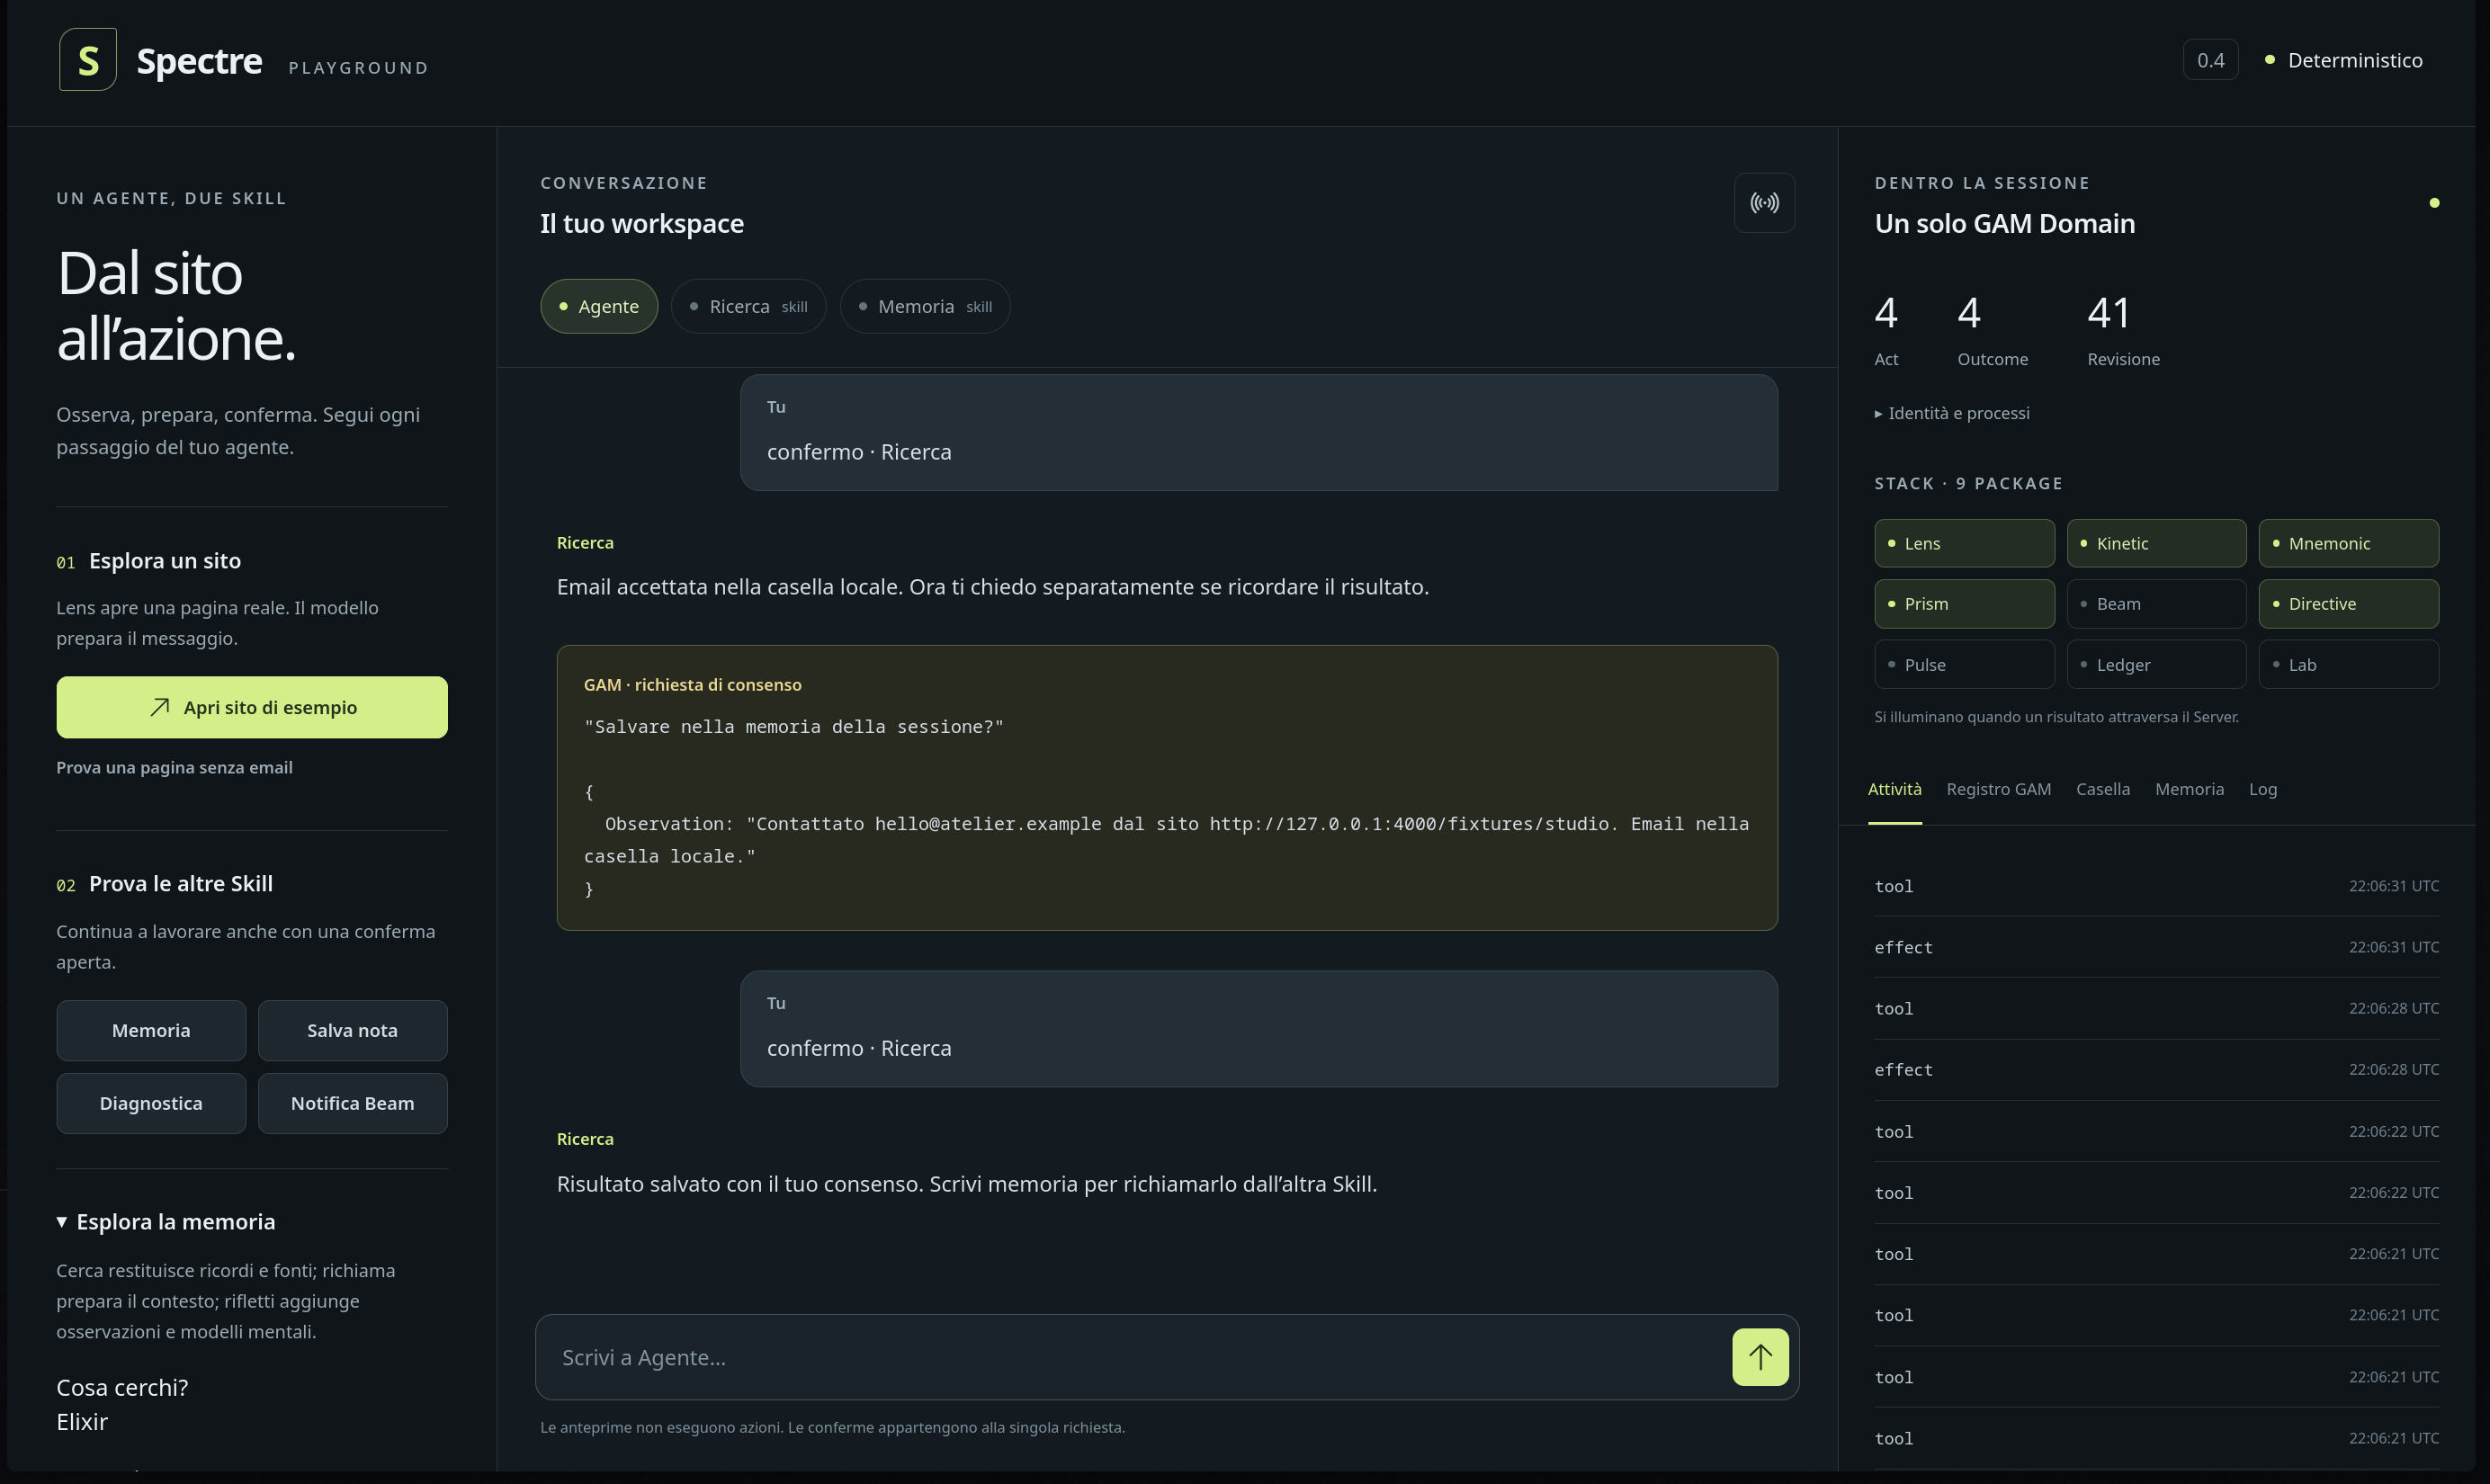 S Spectre PLAYGROUND
0.4 Deterministico
UN AGENTE, DUE SKILL
Dal sito
all’azione.
Osserva, prepara, conferma. Segui ogni
passaggio del tuo agente.
01 Esplora un sito
Lens apre una pagina reale. Il modello
prepara il messaggio.
Apri sito di esempio
Prova una pagina senza email
02 Prova le altre Skill
Continua a lavorare anche con una conferma
aperta.
Memoria Salva nota
Diagnostica Notifica Beam
Esplora la memoria
Cerca restituisce ricordi e fonti; richiama
prepara il contesto; rifletti aggiunge
osservazioni e modelli mentali.
Cosa cerchi?
Elixir
CONVERSAZIONE
Il tuo workspace
Agente Ricerca skill Memoria skill
Tu
confermo · Ricerca
Ricerca
Email accettata nella casella locale. Ora ti chiedo separatamente se ricordare il risultato.
GAM · richiesta di consenso
"Salvare nella memoria della sessione?"
{
Observation: "Contattato hello@atelier.example dal sito http://127.0.0.1:4000/fixtures/studio. Email nella
casella locale."
}
Tu
confermo · Ricerca
Ricerca
Risultato salvato con il tuo consenso. Scrivi memoria per richiamarlo dall’altra Skill.
Scrivi a Agente...
Le anteprime non eseguono azioni. Le conferme appartengono alla singola richiesta.
DENTRO LA SESSIONE
Un solo GAM Domain
4 4 41
Act Outcome Revisione
Identità e processi
STACK · 9 PACKAGE
Lens Kinetic Mnemonic
Prism Beam Directive
Pulse Ledger Lab
Si illuminano quando un risultato attraversa il Server.
Attività Registro GAM Casella Memoria Log
tool 22:06:31 UTC
effect 22:06:31 UTC
tool 22:06:28 UTC
effect 22:06:28 UTC
tool 22:06:22 UTC
tool 22:06:22 UTC
tool 22:06:21 UTC
tool 22:06:21 UTC
tool 22:06:21 UTC
tool 22:06:21 UTC